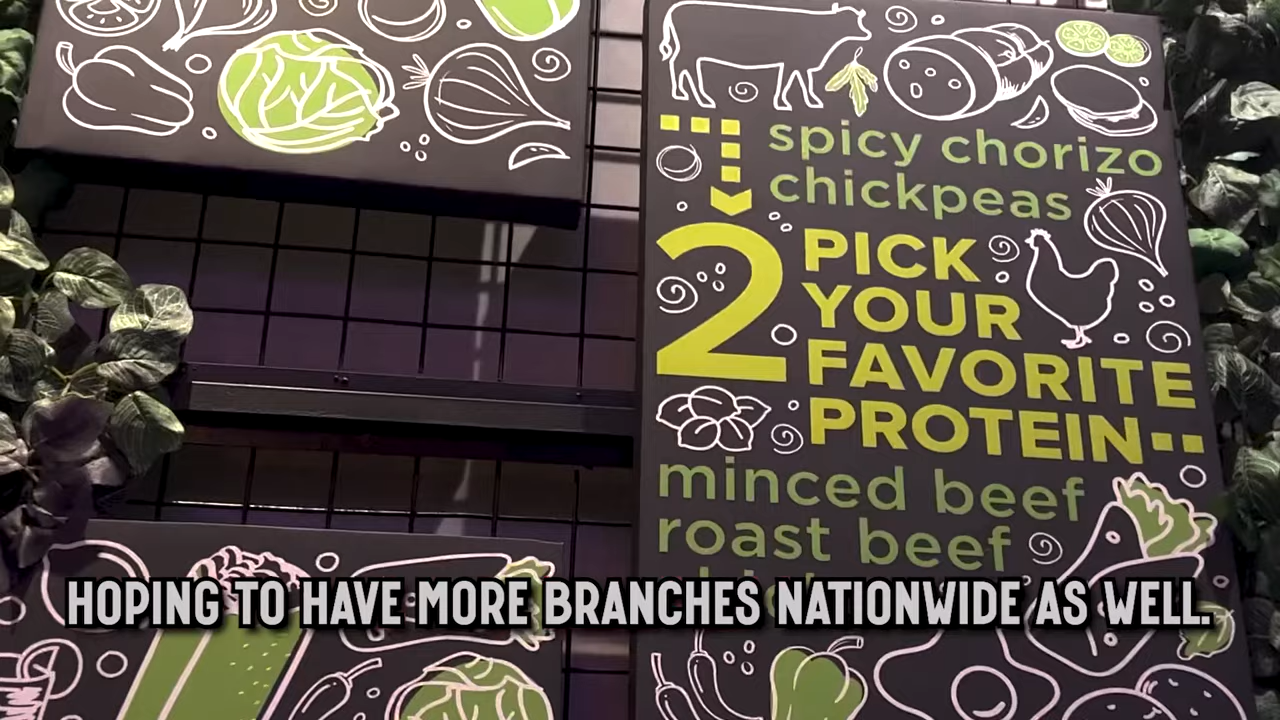 spicy chorizo
chickpeas
2 PICK
YOUR
FAVORITE
PROTEIN
minced beef
roast beef
HOPING TO HAVE MORE BRANCHES NATIONWIDE AS WELL.